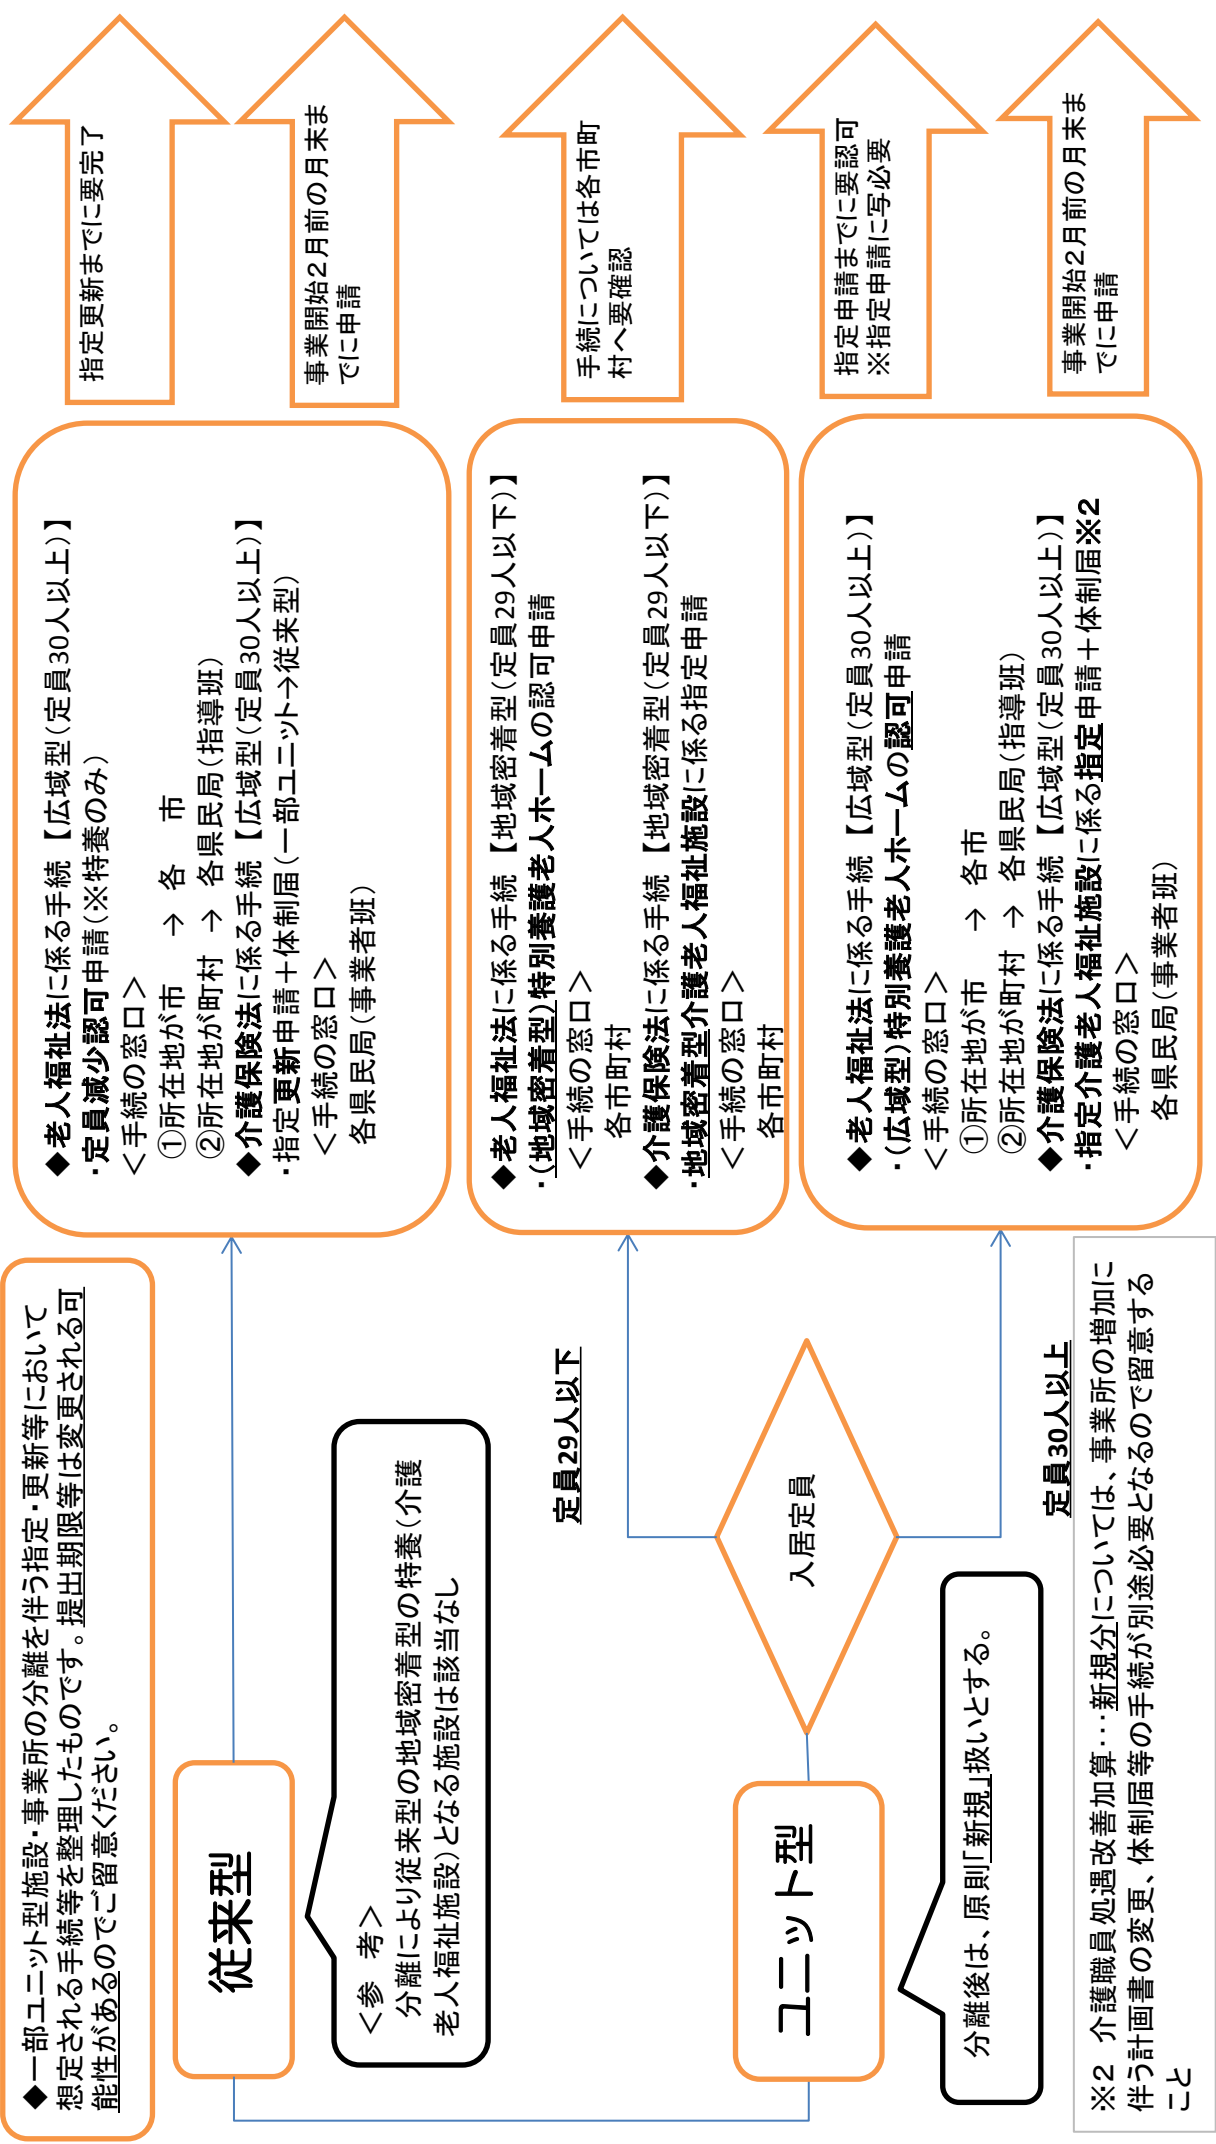 ◆一部ユニット型施設・事業所の分離を伴う指定・更新等において
想定される手続等を整理したものです。提出期限等は変更される可
能性があるのでご留意ください。
従来型
＜参　考＞
分離により従来型の地域密着型の特養（介護
老人福祉施設）となる施設は該当なし
ユニット型
分離後は、原則「新規」扱いとする。
入居定員
定員29人以下
定員30人以上
※2　介護職員処遇改善加算・・・新規分については、事業所の増加に
伴う計画書の変更、体制届等の手続が別途必要となるので留意する
こと
◆老人福祉法に係る手続　【広域型（定員30人以上）】
・定員減少認可申請（※特養のみ）
＜手続の窓口＞
①所在地が市　→　各　市
②所在地が町村　→　各県民局（指導班）
◆介護保険法に係る手続　【広域型（定員30人以上）】
・指定更新申請＋体制届（一部ユニット→従来型）
＜手続の窓口＞
各県民局（事業者班）
指定更新までに要完了
事業開始2月前の月末ま
でに申請
◆老人福祉法に係る手続　【地域密着型（定員29人以下）】
・（地域密着型）特別養護老人ホームの認可申請
＜手続の窓口＞
各市町村
◆介護保険法に係る手続　【地域密着型（定員29人以下）】
・地域密着型介護老人福祉施設に係る指定申請
＜手続の窓口＞
各市町村
手続については各市町
村へ要確認
◆老人福祉法に係る手続　【広域型（定員30人以上）】
・（広域型）特別養護老人ホームの認可申請
＜手続の窓口＞
①所在地が市　→　各市
②所在地が町村　→　各県民局（指導班）
◆介護保険法に係る手続　【広域型（定員30人以上）】
・指定介護老人福祉施設に係る指定申請＋体制届※2
＜手続の窓口＞
各県民局（事業者班）
指定申請までに要認可
※指定申請に写必要
事業開始2月前の月末ま
でに申請